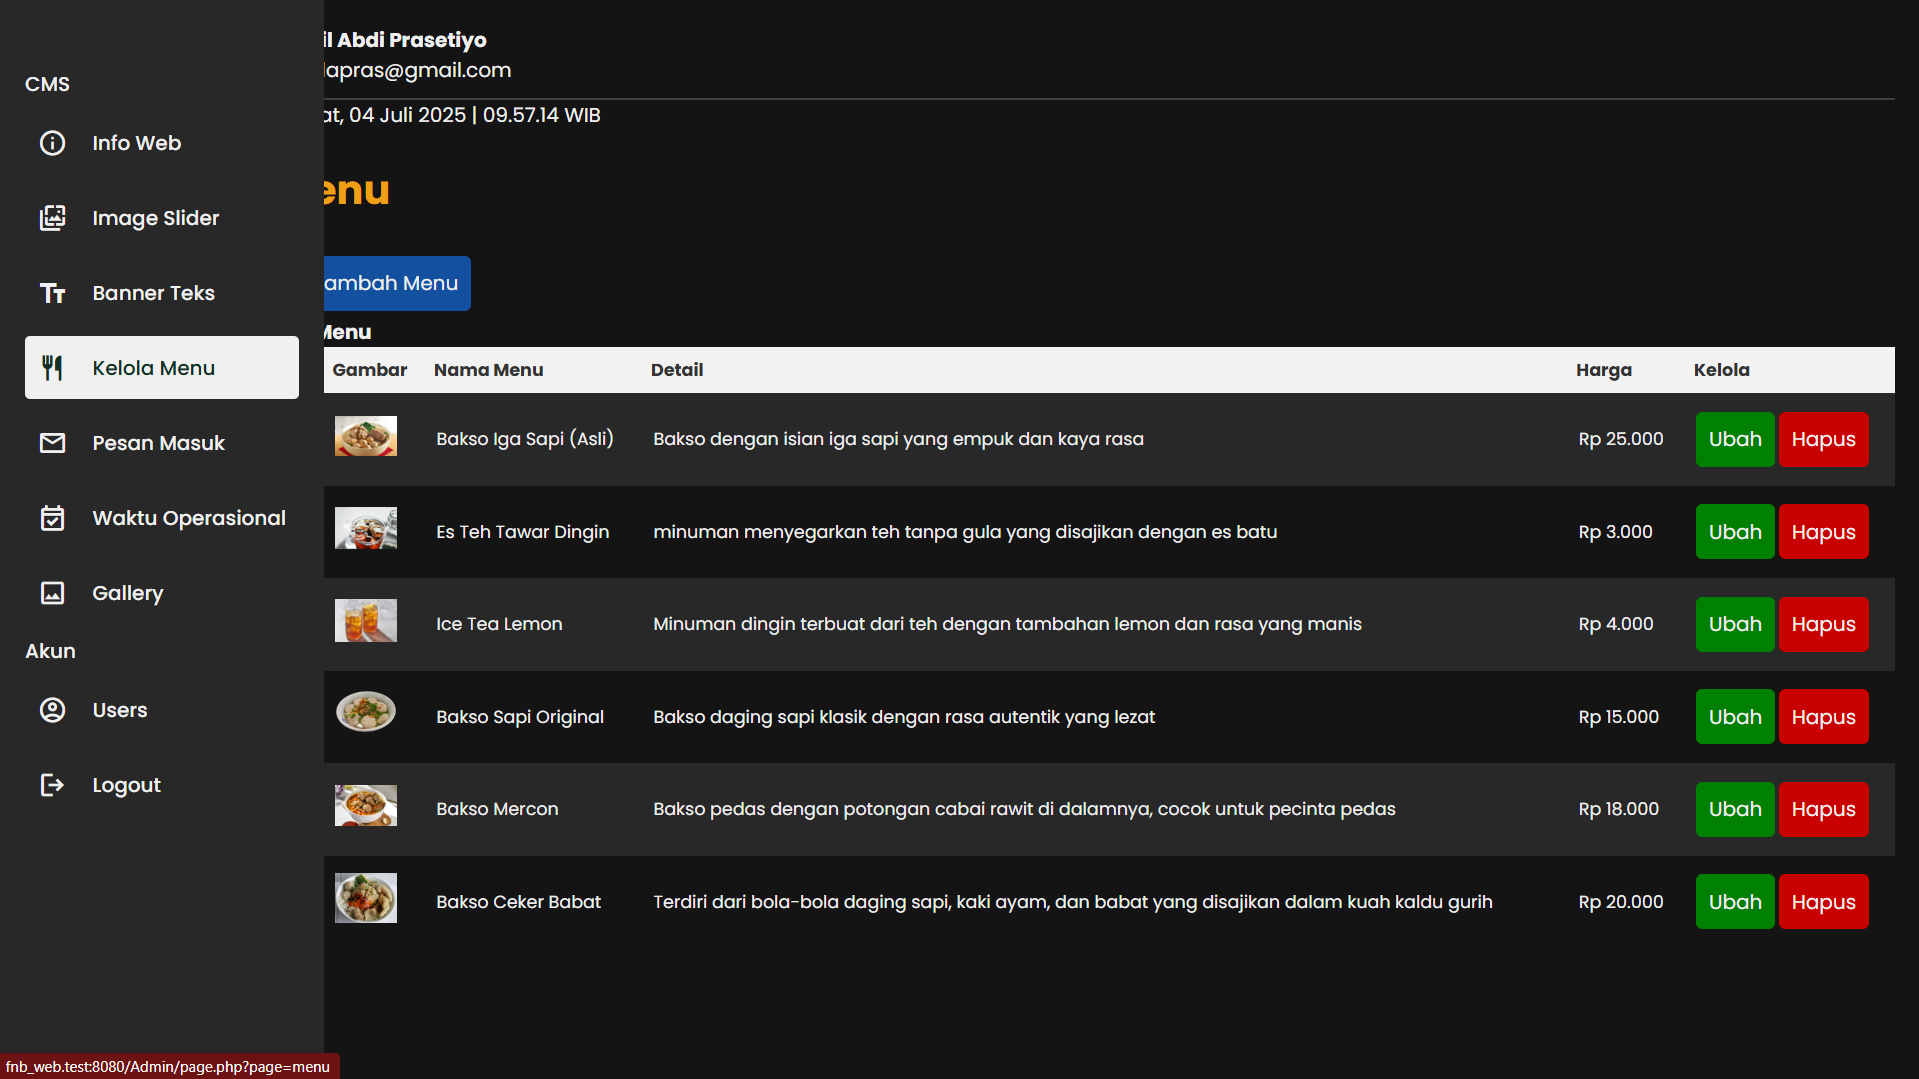 CMS
Info Web
Image Slider
Banner Teks
Kelola Menu
Pesan Masuk
Waktu Operasional
Gallery
Akun
Users
Logout
il Abdi Prasetiyo
apras@gmail.com
at, 04 Juli 2025 | 09.57.14 WIB
enu
ambah Menu
Menu
Gambar Nama Menu Detail Harga Kelola
Bakso Iga Sapi (Asli) Bakso dengan isian iga sapi yang empuk dan kaya rasa Rp 25.000 Ubah Hapus
Es Teh Tawar Dingin minuman menyegarkan teh tanpa gula yang disajikan dengan es batu Rp 3.000 Ubah Hapus
Ice Tea Lemon Minuman dingin terbuat dari teh dengan tambahan lemon dan rasa yang manis Rp 4.000 Ubah Hapus
Bakso Sapi Original Bakso daging sapi klasik dengan rasa autentik yang lezat Rp 15.000 Ubah Hapus
Bakso Mercon Bakso pedas dengan potongan cabai rawit di dalamnya, cocok untuk pecinta pedas Rp 18.000 Ubah Hapus
Bakso Ceker Babat Terdiri dari bola-bola daging sapi, kaki ayam, dan babat yang disajikan dalam kuah kaldu gurih Rp 20.000 Ubah Hapus
fnb_web.test:8080/Admin/page.php?page=menu